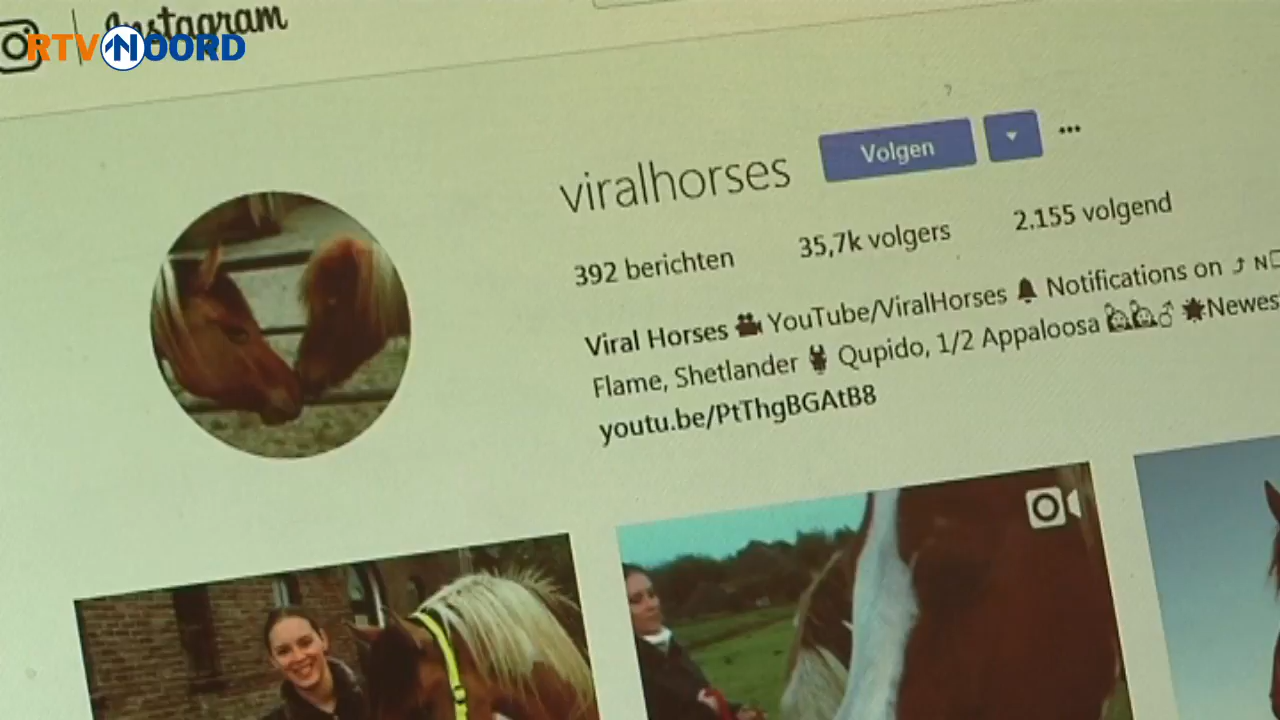 Instagram
RTV NOORD
viralhorses
Volgen
392 berichten 35,7k volgers 2.155 volgend
Viral Horses YouTube/ViralHorses Notifications on
Flame, Shetlander Qupido, 1/2 Appaloosa Newes
youtu.be/PtThgBGAtB8